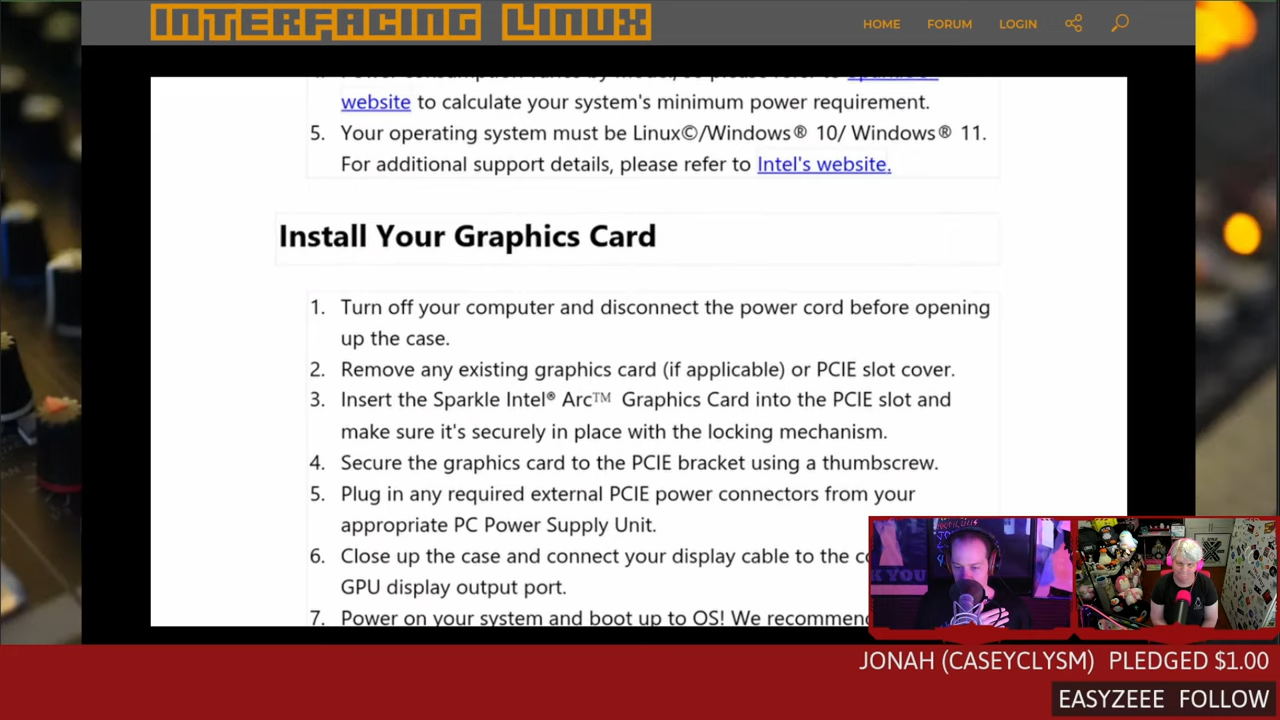 INTERFACING LINUX
HOME FORUM LOGIN
website to calculate your system's minimum power requirement.
5. Your operating system must be Linux©/Windows® 10/ Windows® 11.
For additional support details, please refer to Intel's website.
Install Your Graphics Card
1. Turn off your computer and disconnect the power cord before opening
up the case.
2. Remove any existing graphics card (if applicable) or PCIE slot cover.
3. Insert the Sparkle Intel® Arc™ Graphics Card into the PCIE slot and
make sure it's securely in place with the locking mechanism.
4. Secure the graphics card to the PCIE bracket using a thumbscrew.
5. Plug in any required external PCIE power connectors from your
appropriate PC Power Supply Unit.
6. Close up the case and connect your display cable to the
GPU display output port.
7. Power on your system and boot up to OS! We recommen
K YOU
JONAH (CASEYCLYSM) PLEDGED $1.00
EASYZEEE FOLLOW